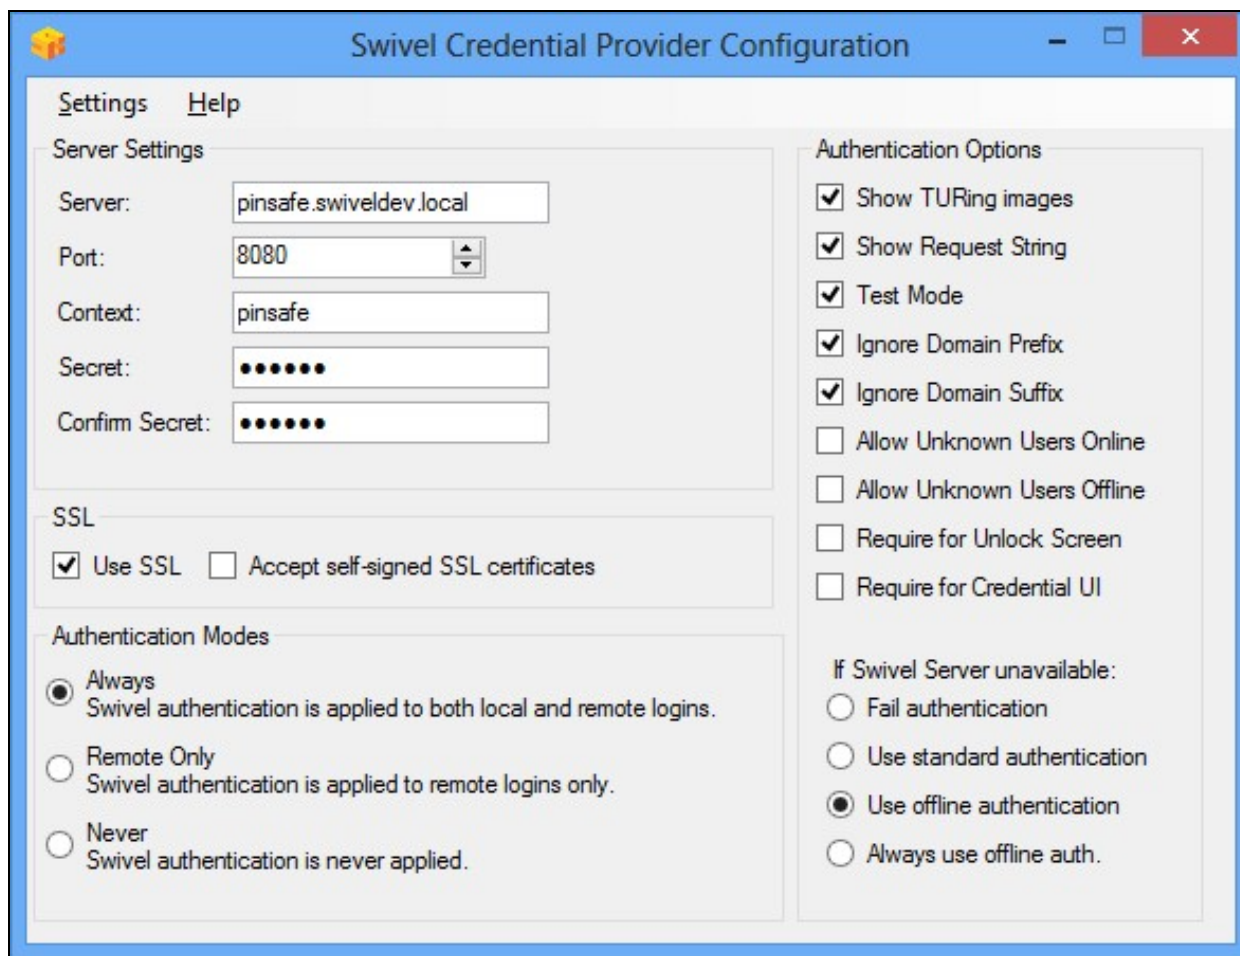 Swivel Credential Provider Configuration
Settings Help
Server Settings
Server: pinsafe.swiveldev.local
Port: 8080
Context: pinsafe
Secret: ●●●●●●
Confirm Secret: ●●●●●●
SSL
Use SSL Accept self-signed SSL certificates
Authentication Modes
Always
Swivel authentication is applied to both local and remote logins.
Remote Only
Swivel authentication is applied to remote logins only.
Never
Swivel authentication is never applied.
Authentication Options
Show TURing images
Show Request String
Test Mode
Ignore Domain Prefix
Ignore Domain Suffix
Allow Unknown Users Online
Allow Unknown Users Offline
Require for Unlock Screen
Require for Credential UI
If Swivel Server unavailable:
Fail authentication
Use standard authentication
Use offline authentication
Always use offline auth.